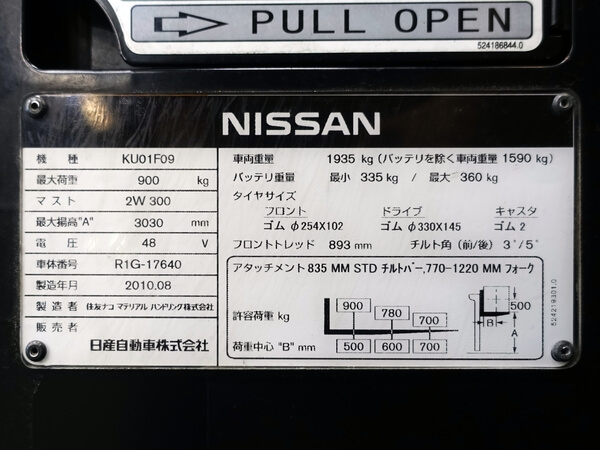 PULL OPEN
524186844.0
NISSAN
機種 KU01F09
最大荷重 900 kg
マスト 2W 300
最大揚高"A" 3030 mm
電圧 48 V
車体番号 R1G-17640
製造年月 2010.08
製造者 住友ナコ マテリアル ハンドリング株式会社
販売者 日産自動車株式会社
車両重量 1935 kg (バッテリを除く車両重量 1590 kg)
バッテリ重量 最小 335 kg / 最大 360 kg
タイヤサイズ
フロント ドライブ キャスタ
ゴム φ254X102 ゴム φ330X145 ゴム 2
フロントトレッド 893 mm チルト角 (前/後) 3°/5°
アタッチメント 835 MM STD チルトバー,770-1220 MM フォーク
許容荷重 kg 900 780 700
荷重中心 "B" mm 500 600 700
500
B
A
524219301.0